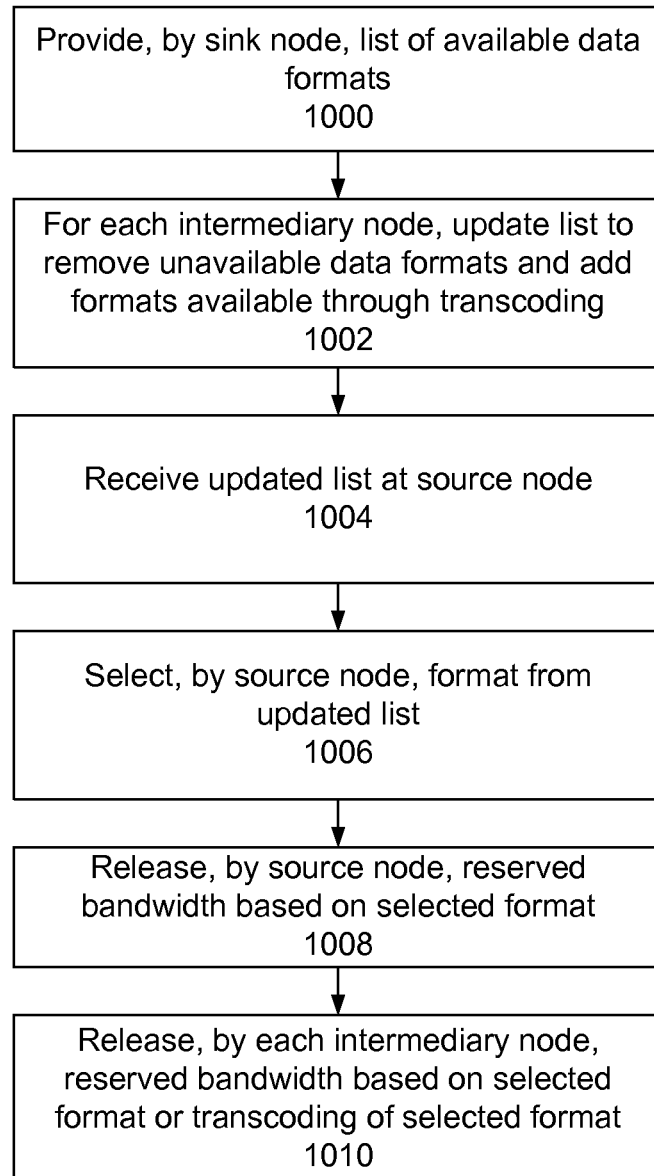 Provide, by sink node, list of available data
formats
1000
For each intermediary node, update list to
remove unavailable data formats and add
formats available through transcoding
1002
Receive updated list at source node
1004
Select, by source node, format from
updated list
1006
Release, by source node, reserved
bandwidth based on selected format
1008
Release, by each intermediary node,
reserved bandwidth based on selected
format or transcoding of selected format
1010